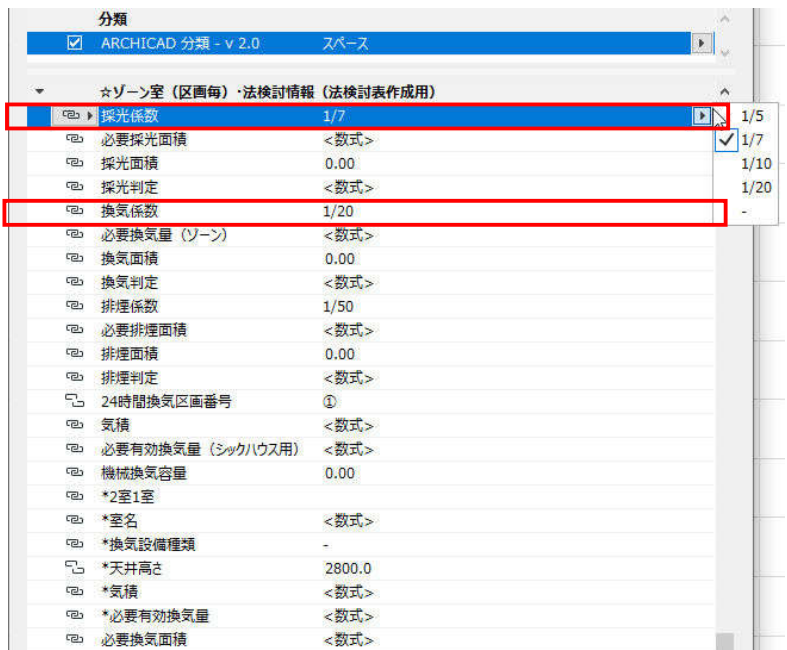 分類
ARCHICAD 分類 - v 2.0 スペース
☆ゾーン室（区画毎）・法検討情報（法検討表作成用）
採光係数 1/7
必要採光面積 <数式>
採光面積 0.00
採光判定 <数式>
換気係数 1/20
必要換気量（ゾーン） <数式>
換気面積 0.00
換気判定 <数式>
排煙係数 1/50
必要排煙面積 <数式>
排煙面積 0.00
排煙判定 <数式>
24時間換気区画番号 ①
気積 <数式>
必要有効換気量（シックハウス用） <数式>
機械換気容量 0.00
*2室1室
*室名 <数式>
*換気設備種類 -
*天井高さ 2800.0
*気積 <数式>
*必要有効換気量 <数式>
必要換気面積 <数式>
1/5
1/7
1/10
1/20
-